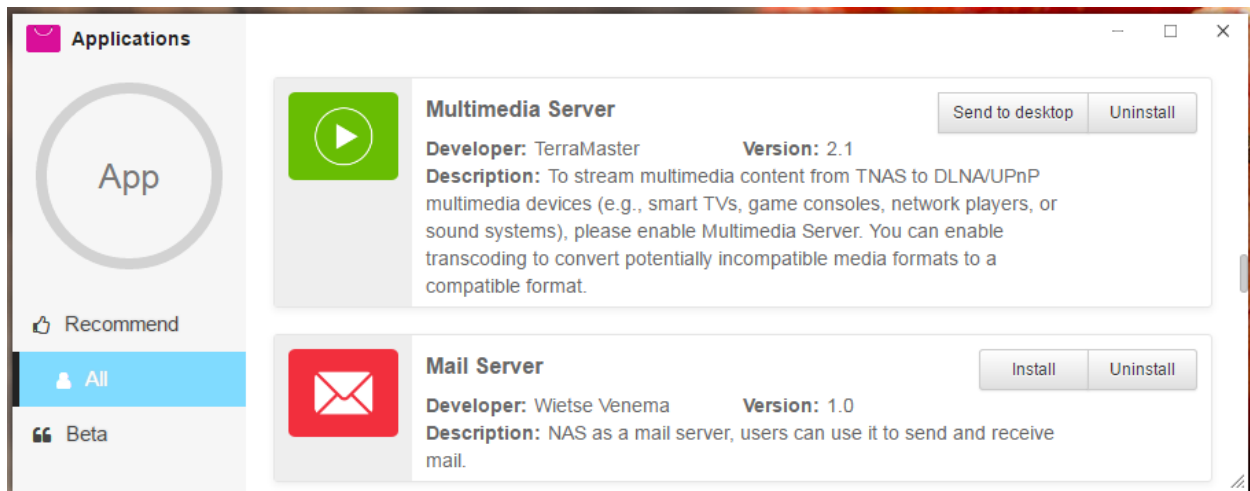 Applications
App
Recommend
All
Beta
Multimedia Server
Send to desktop
Uninstall
Developer: TerraMaster Version: 2.1
Description: To stream multimedia content from TNAS to DLNA/UPnP
multimedia devices (e.g., smart TVs, game consoles, network players, or
sound systems), please enable Multimedia Server. You can enable
transcoding to convert potentially incompatible media formats to a
compatible format.
Mail Server
Install
Uninstall
Developer: Wietse Venema Version: 1.0
Description: NAS as a mail server, users can use it to send and receive
mail.